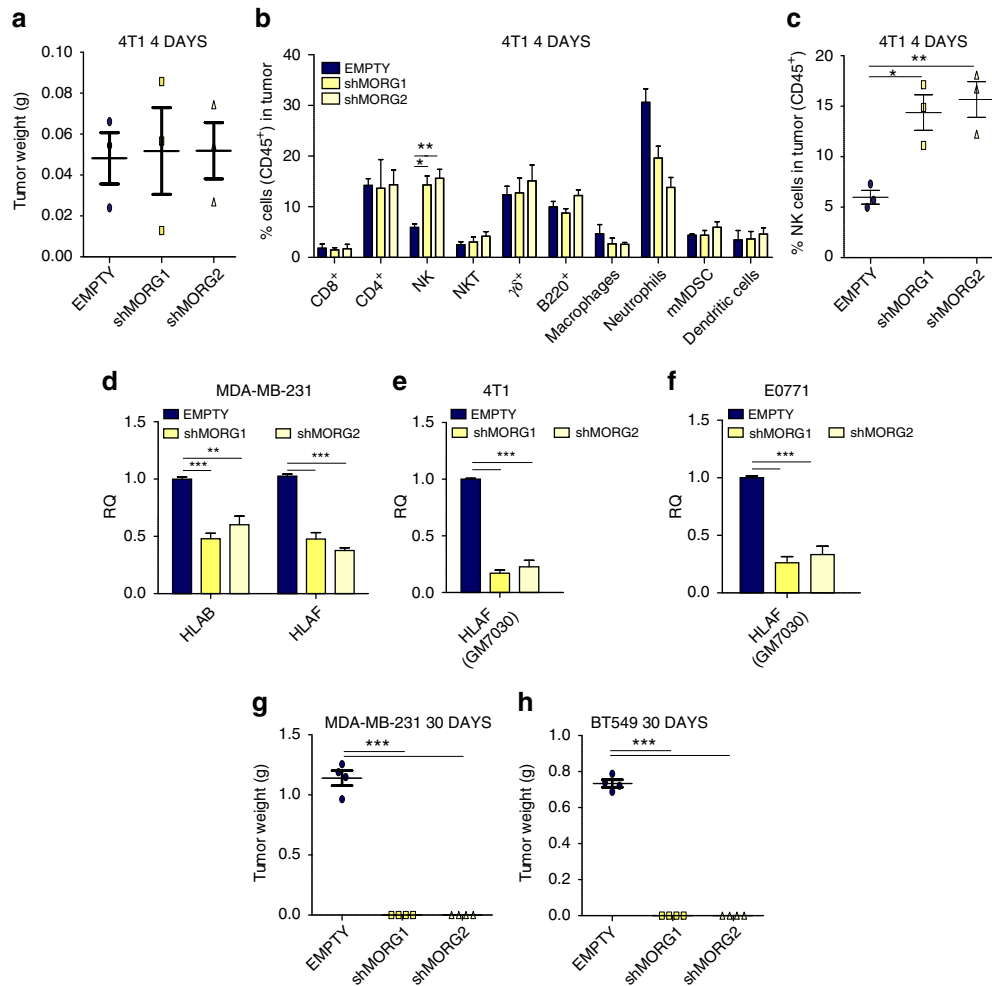 a
4T1 4 DAYS
Tumor weight (g)
0.10
0.08
0.06
0.04
0.02
0.00
EMPTY
shMORG1
shMORG2
b
4T1 4 DAYS
EMPTY
shMORG1
shMORG2
% cells (CD45+) in tumor
40
30
20
10
0
*
**
CD8+
CD4+
NK
NKT
γδ+
B220+
Macrophages
Neutrophils
mMDSC
Dendritic cells
c
4T1 4 DAYS
% NK cells in tumor (CD45+)
20
15
10
5
0
**
*
EMPTY
shMORG1
shMORG2
d
MDA-MB-231
EMPTY
shMORG1
shMORG2
RQ
1.5
1.0
0.5
0.0
**
***
***
HLAB
HLAF
e
4T1
EMPTY
shMORG1
shMORG2
RQ
1.5
1.0
0.5
0.0
***
HLAF
(GM7030)
f
E0771
EMPTY
shMORG1
shMORG2
RQ
1.5
1.0
0.5
0.0
***
HLAF
(GM7030)
g
MDA-MB-231 30 DAYS
Tumor weight (g)
1.5
1.0
0.5
0.0
***
EMPTY
shMORG1
shMORG2
h
BT549 30 DAYS
Tumor weight (g)
1.0
0.8
0.6
0.4
0.2
0.0
***
EMPTY
shMORG1
shMORG2